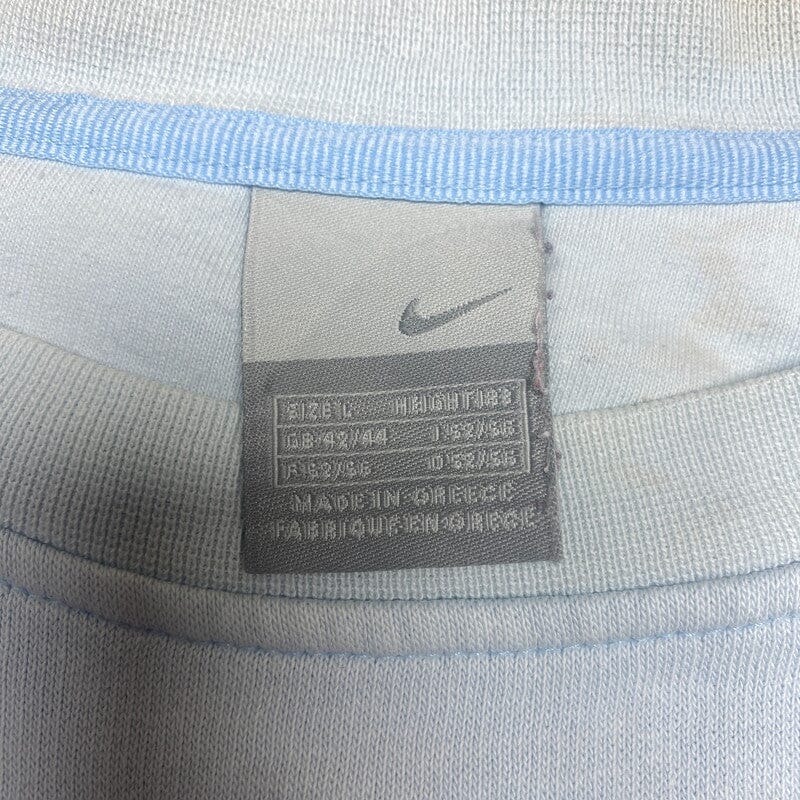 SIZE L HEIGHT 183
GB 42/44 I 52/56
F 52/56 D 52/56
MADE IN GREECE
FABRIQUE EN GRECE